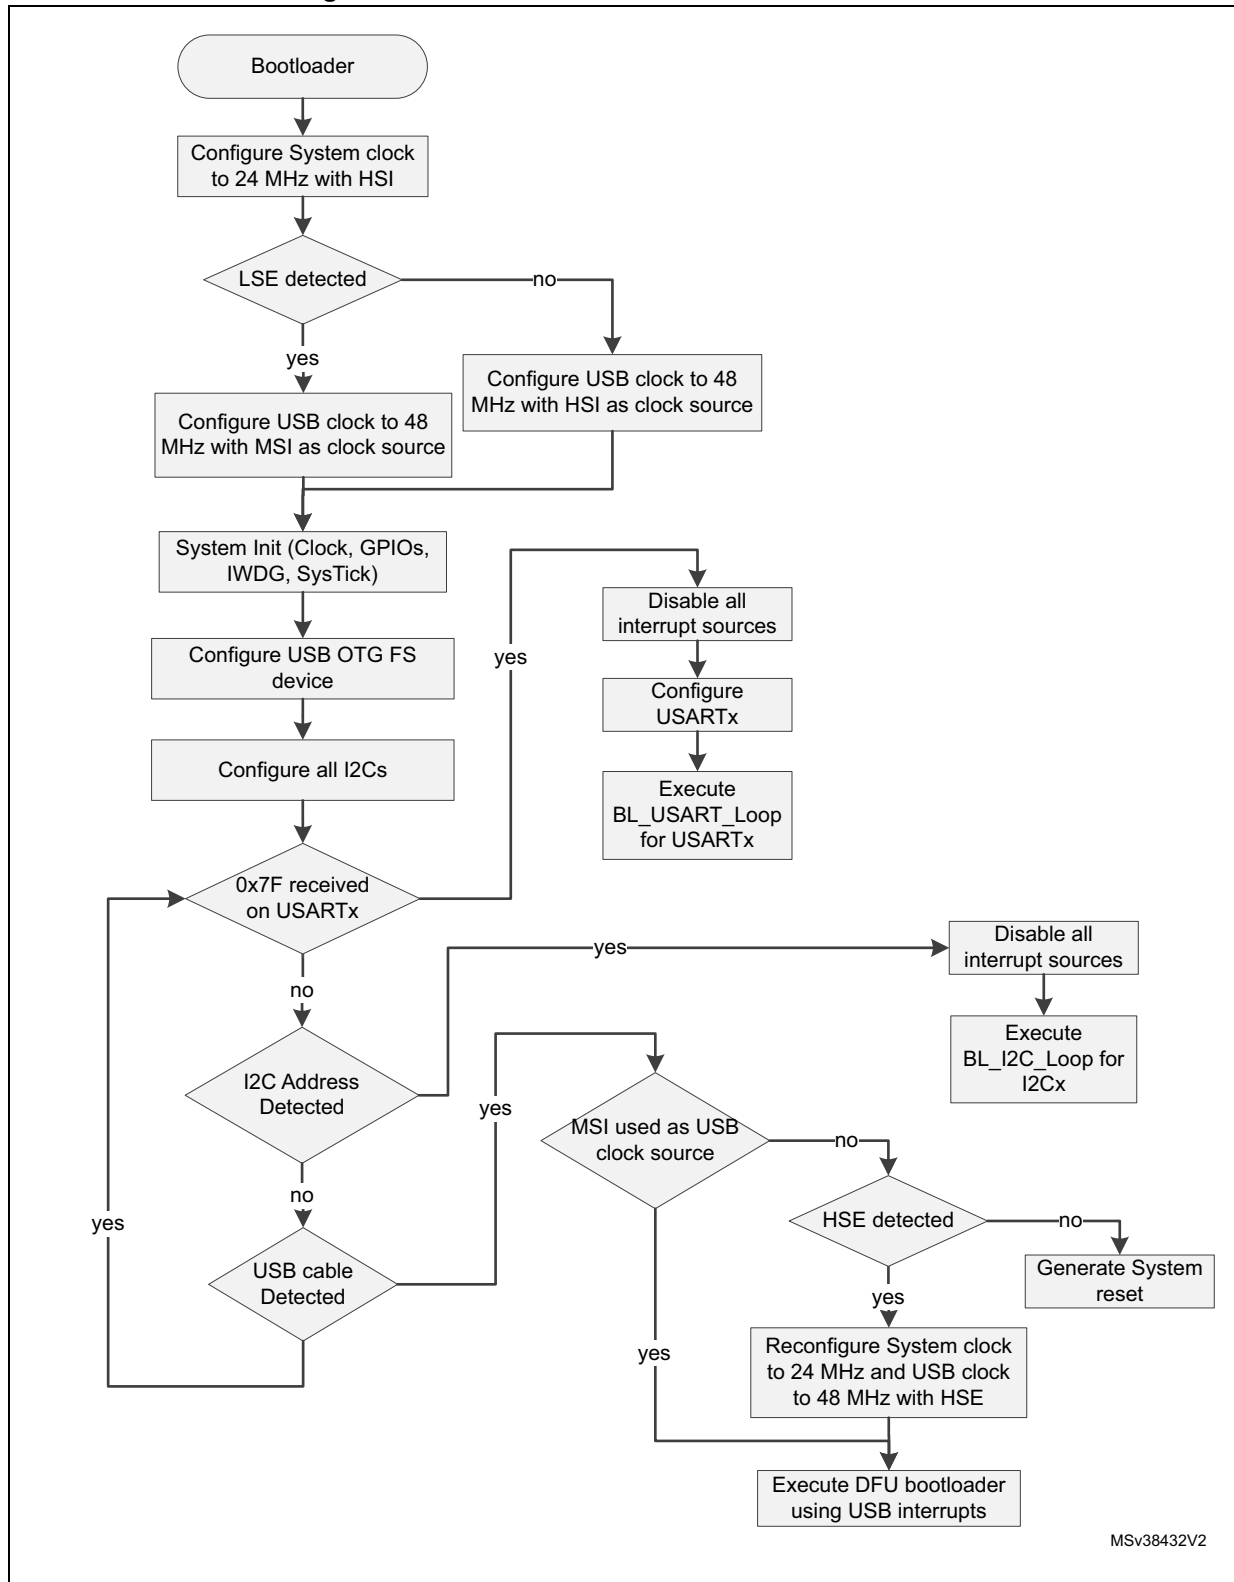 Bootloader
Configure System clock
to 24 MHz with HSI
LSE detected
no
yes
Configure USB clock to 48
MHz with HSI as clock source
Configure USB clock to 48
MHz with MSI as clock source
System Init (Clock, GPIOs,
IWDG, SysTick)
Disable all
interrupt sources
Configure USB OTG FS
device
yes
Configure
USARTx
Configure all I2Cs
Execute
BL_USART_Loop
for USARTx
0x7F received
on USARTx
no
yes
Disable all
interrupt sources
Execute
BL_I2C_Loop for
I2Cx
I2C Address
Detected
yes
MSI used as USB
clock source
no
no
yes
HSE detected
no
USB cable
Detected
Generate System
reset
yes
yes
Reconfigure System clock
to 24 MHz and USB clock
to 48 MHz with HSE
Execute DFU bootloader
using USB interrupts
MSv38432V2